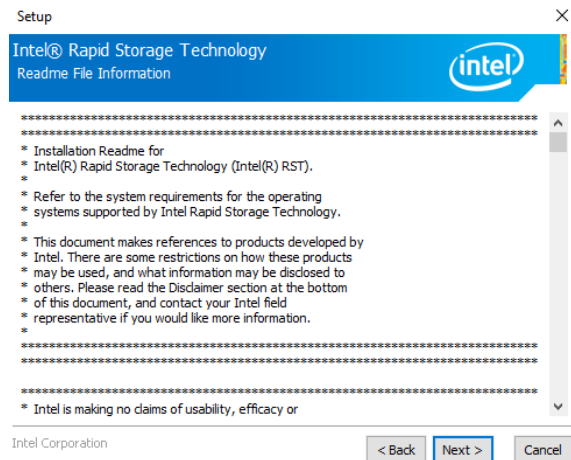 Setup
Intel® Rapid Storage Technology
Readme File Information
intel
******************************************************************************
******************************************************************************
* Installation Readme for
* Intel(R) Rapid Storage Technology (Intel(R) RST).
*
* Refer to the system requirements for the operating
* systems supported by Intel Rapid Storage Technology.
*
* This document makes references to products developed by
* Intel. There are some restrictions on how these products
* may be used, and what information may be disclosed to
* others. Please read the Disclaimer section at the bottom
* of this document, and contact your Intel field
* representative if you would like more information.
*
******************************************************************************
******************************************************************************
******************************************************************************
* Intel is making no claims of usability, efficacy or
Intel Corporation
< Back
Next >
Cancel